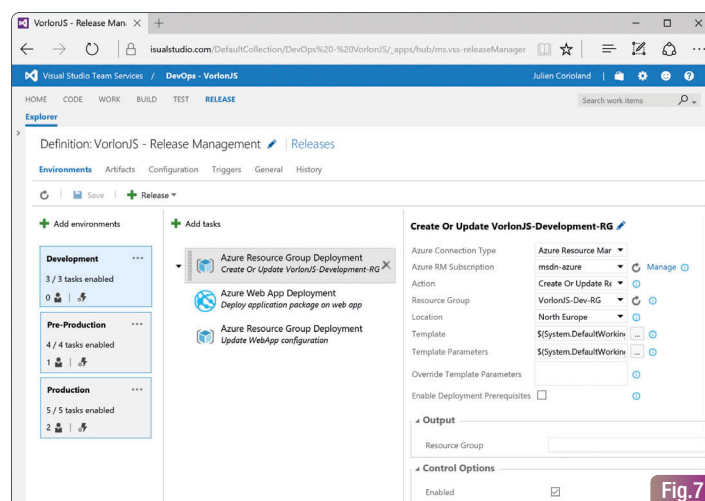 VorlonJS - Release Man
isualstudio.com/DefaultCollection/DevOps%20-%20VorlonJS/_apps/hub/ms.vss-releaseManager
Visual Studio Team Services / DevOps - VorlonJS
Julien Corioland
HOME CODE WORK BUILD TEST RELEASE
Search work items
Explorer
Definition: VorlonJS - Release Management | Releases
Environments Artifacts Configuration Triggers General History
Save + Release
+ Add environments
Development ...
3 / 3 tasks enabled
0
Pre-Production ...
4 / 4 tasks enabled
1
Production ...
5 / 5 tasks enabled
2
+ Add tasks
Azure Resource Group Deployment
Create Or Update VorlonJS-Development-RG
Azure Web App Deployment
Deploy application package on web app
Azure Resource Group Deployment
Update WebApp configuration
Create Or Update VorlonJS-Development-RG
Azure Connection Type Azure Resource Mar
Azure RM Subscription msdn-azure Manage
Action Create Or Update Re
Resource Group VorlonJS-Dev-RG
Location North Europe
Template $(System.DefaultWorking ...
Template Parameters $(System.DefaultWorking ...
Override Template Parameters
Enable Deployment Prerequisites
Output
Resource Group
Control Options
Enabled
Fig.7